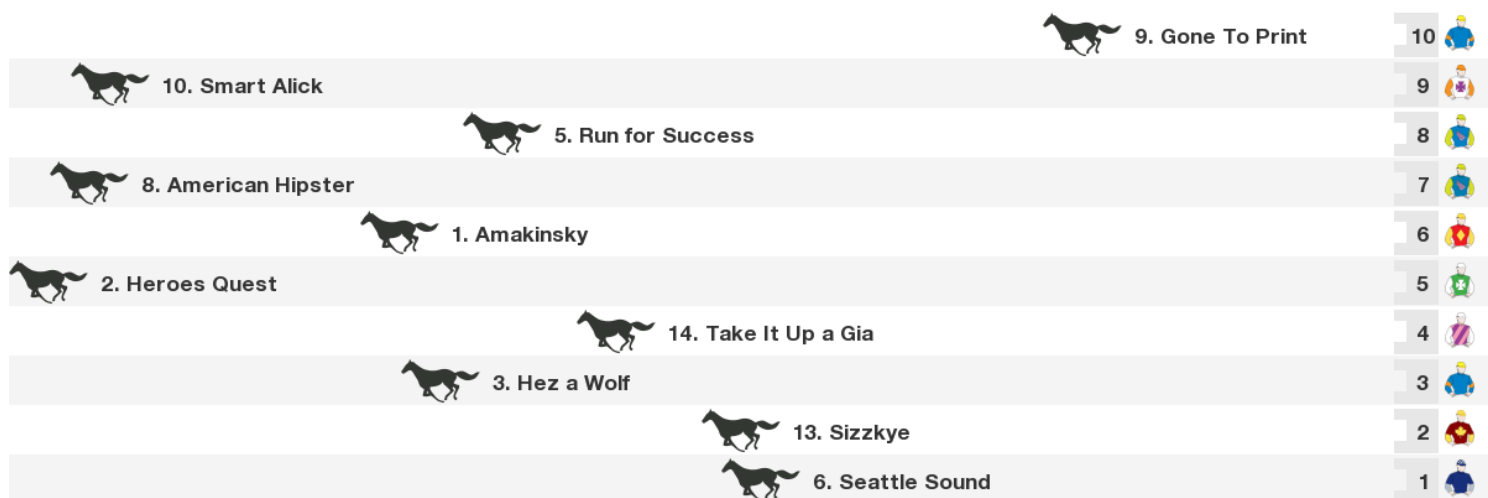 9. Gone To Print 10
10. Smart Alick 9
5. Run for Success 8
8. American Hipster 7
1. Amakinsky 6
2. Heroes Quest 5
14. Take It Up a Gia 4
3. Hez a Wolf 3
13. Sizzkye 2
6. Seattle Sound 1